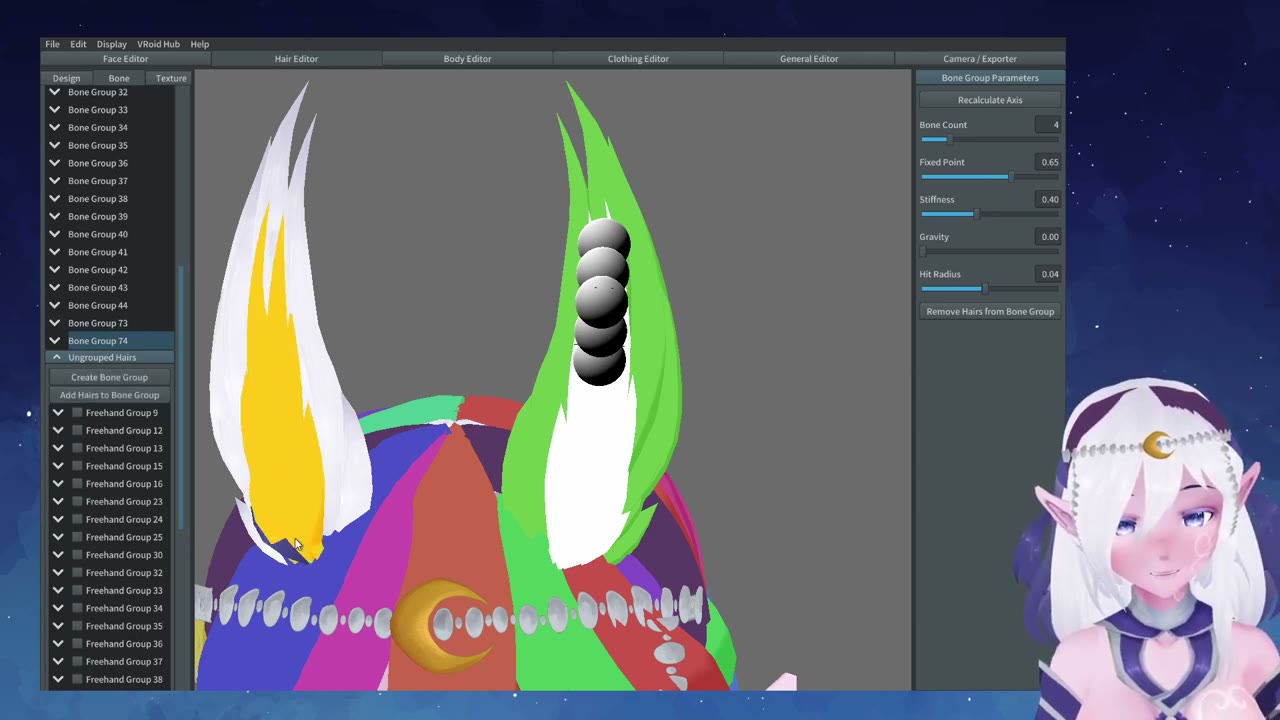 File Edit Display VRoid Hub Help
Face Editor Hair Editor Body Editor Clothing Editor General Editor Camera / Exporter
Design Bone Texture
Bone Group 32
Bone Group 33
Bone Group 34
Bone Group 35
Bone Group 36
Bone Group 37
Bone Group 38
Bone Group 39
Bone Group 40
Bone Group 41
Bone Group 42
Bone Group 43
Bone Group 44
Bone Group 73
Bone Group 74
Ungrouped Hairs
Create Bone Group
Add Hairs to Bone Group
Freehand Group 9
Freehand Group 12
Freehand Group 13
Freehand Group 15
Freehand Group 16
Freehand Group 23
Freehand Group 24
Freehand Group 25
Freehand Group 30
Freehand Group 32
Freehand Group 33
Freehand Group 34
Freehand Group 35
Freehand Group 36
Freehand Group 37
Freehand Group 38
Bone Group Parameters
Recalculate Axis
Bone Count 4
Fixed Point 0.65
Stiffness 0.40
Gravity 0.00
Hit Radius 0.04
Remove Hairs from Bone Group